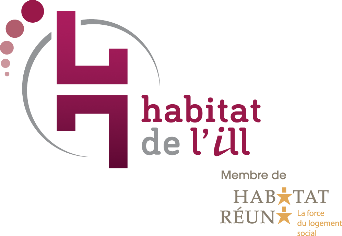 habitat
de l'ill
Membre de
HABITAT
RÉUNI
La force
du logement
social